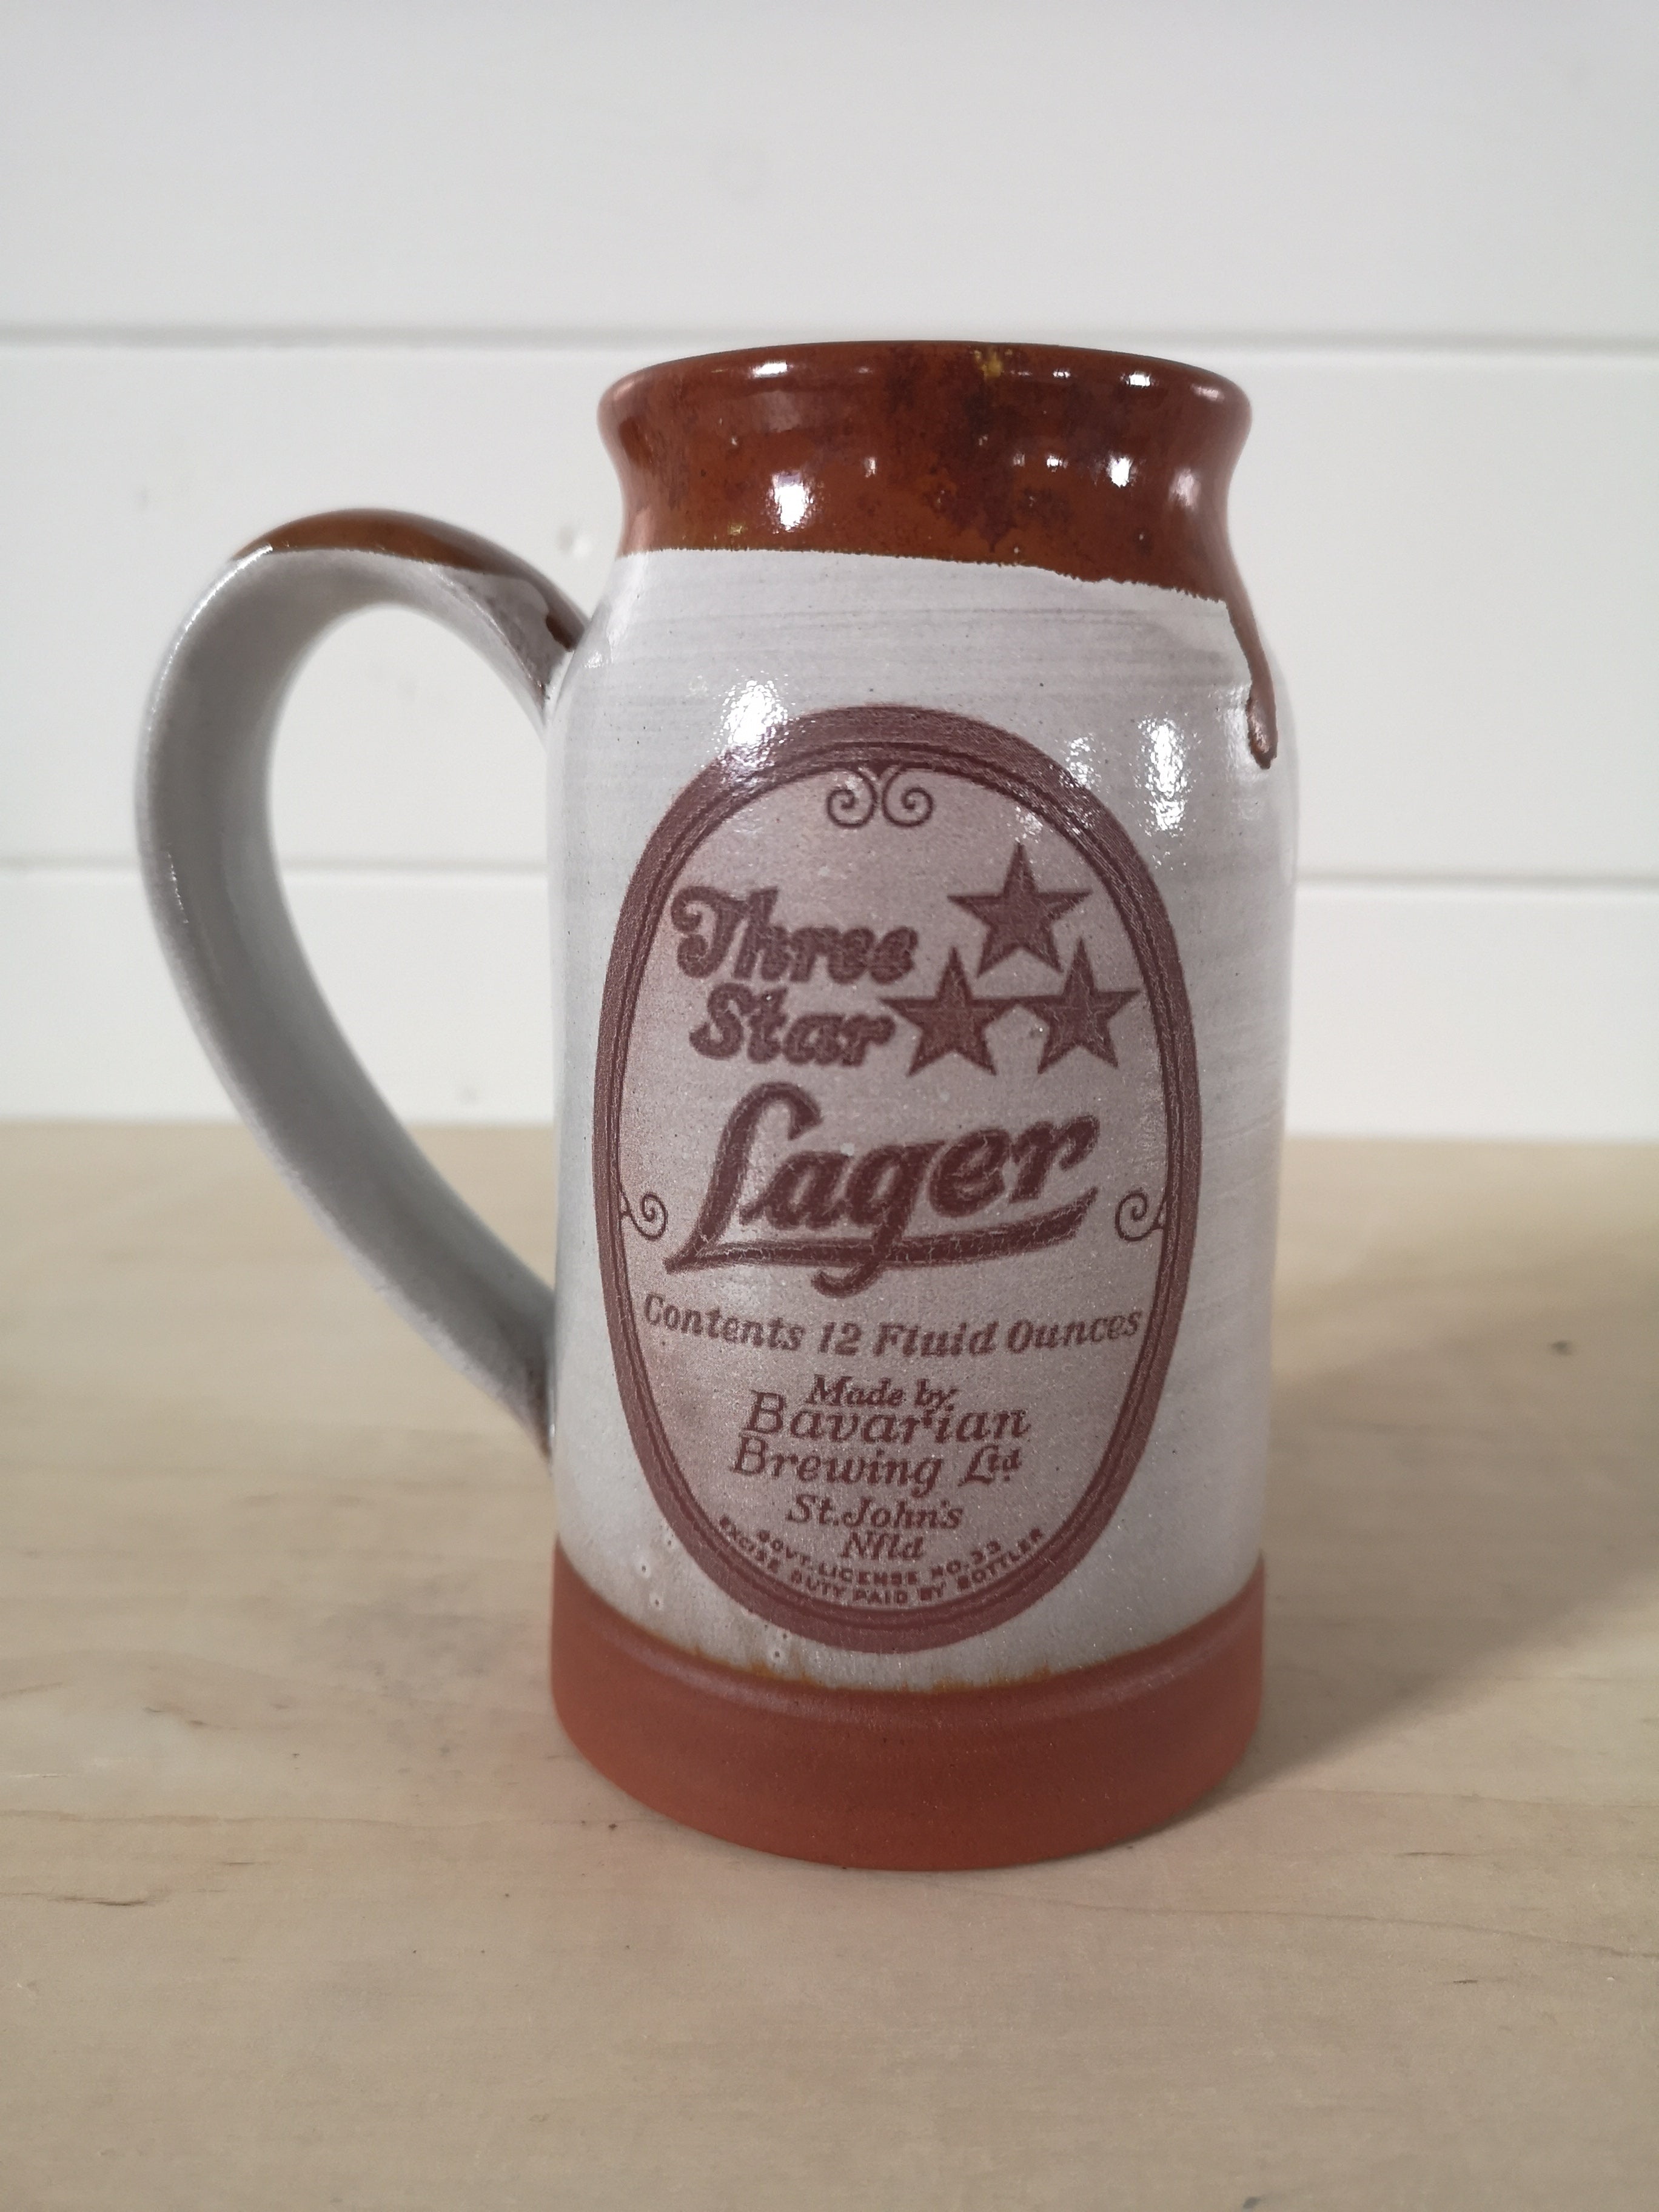 Three
Star
Lager
Contents 12 Fluid Ounces
Made by
Bavarian
Brewing Ltd
St. John's
Nfld
GOVT. LICENSE NO. 33
EXCISE DUTY PAID BY BOTTLER